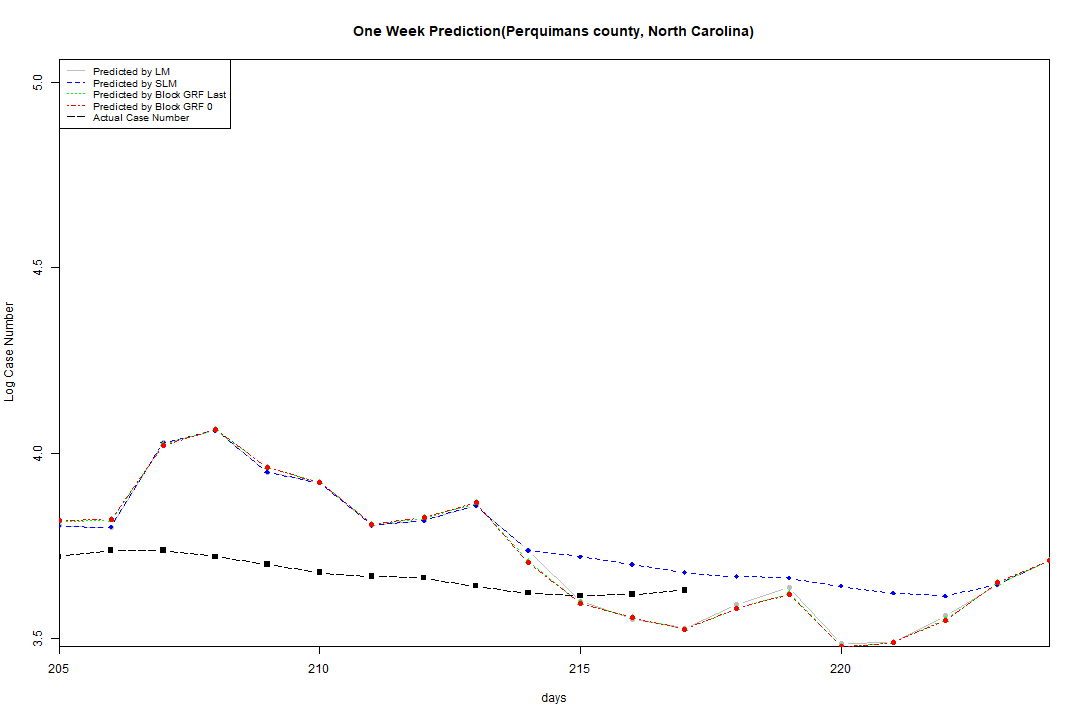 One Week Prediction(Perquimans county, North Carolina)
Predicted by LM
Predicted by SLM
Predicted by Block GRF Last
Predicted by Block GRF 0
Actual Case Number
5.0
4.5
4.0
3.5
Log Case Number
205
210
215
220
days